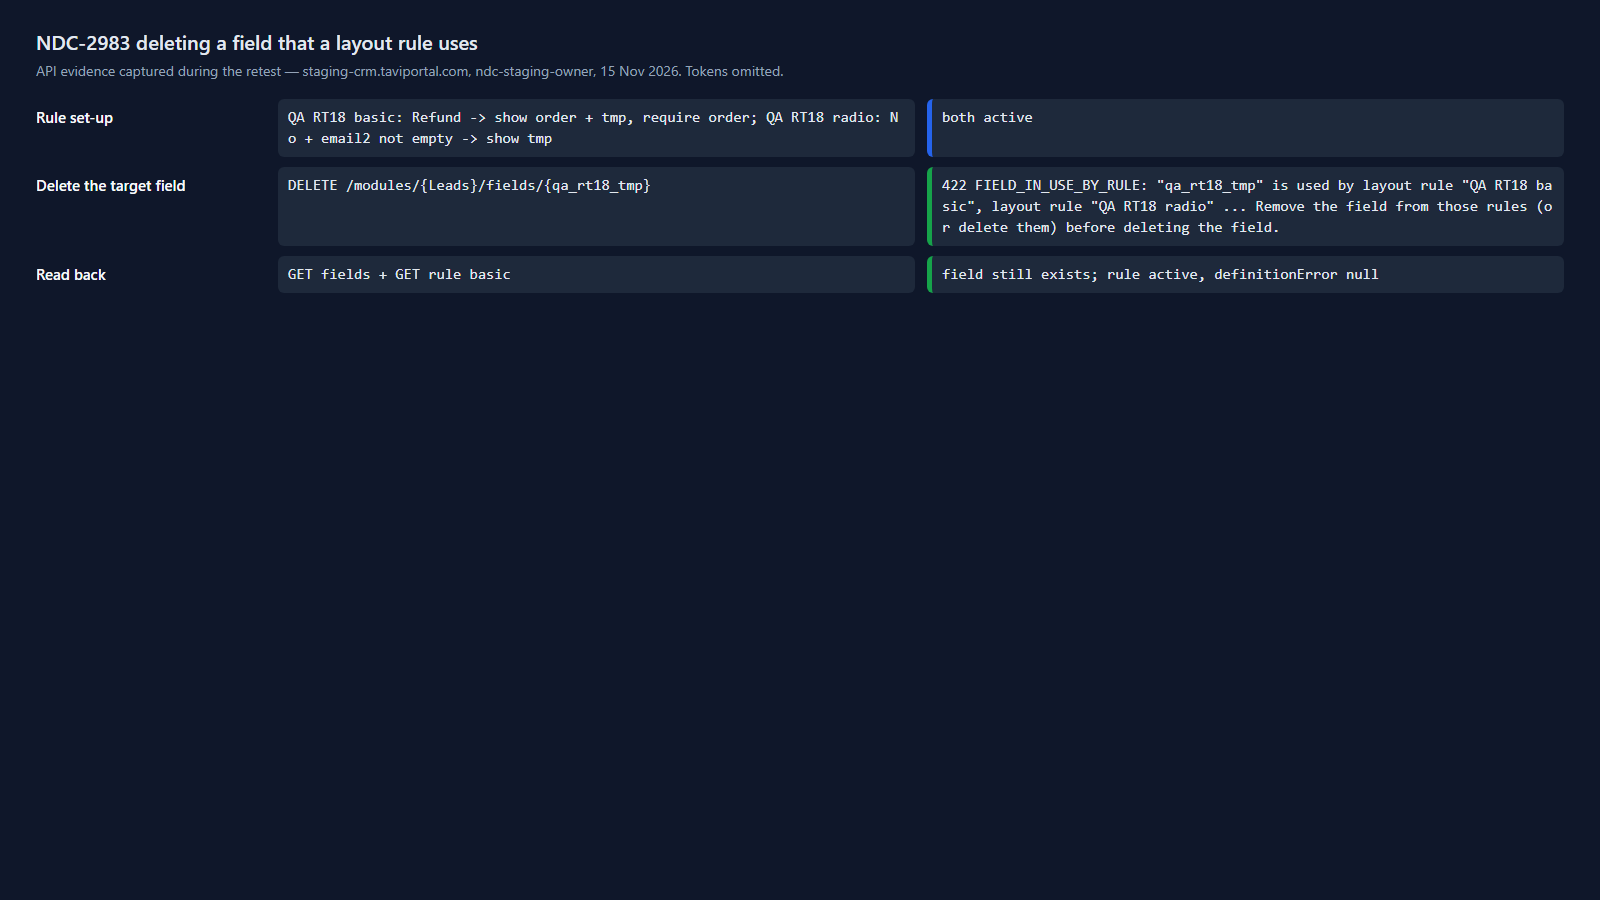 NDC-2983 deleting a field that a layout rule uses
API evidence captured during the retest — staging-crm.taviportal.com, ndc-staging-owner, 15 Nov 2026. Tokens omitted.
Rule set-up
QA RT18 basic: Refund -> show order + tmp, require order; QA RT18 radio: N
o + email2 not empty -> show tmp
both active
Delete the target field
DELETE /modules/{Leads}/fields/{qa_rt18_tmp}
422 FIELD_IN_USE_BY_RULE: "qa_rt18_tmp" is used by layout rule "QA RT18 ba
sic", layout rule "QA RT18 radio" ... Remove the field from those rules (o
r delete them) before deleting the field.
Read back
GET fields + GET rule basic
field still exists; rule active, definitionError null